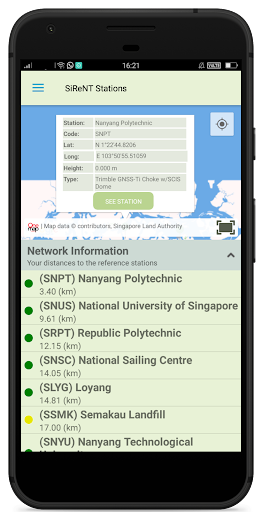 16:21
SiReNT Stations
Station: Nanyang Polytechnic
Code: SNPT
Lat: N 1°22'44.8206
Long: E 103°50'55.51059
Height: 0.000 m
Type: Trimble GNSS-Ti Choke w/SCIS
Dome
SEE STATION
One Map | Map data © contributors, Singapore Land Authority
Network Information
Your distances to the reference stations
(SNPT) Nanyang Polytechnic
3.40 (km)
(SNUS) National University of Singapore
9.61 (km)
(SRPT) Republic Polytechnic
12.15 (km)
(SNSC) National Sailing Centre
14.05 (km)
(SLYG) Loyang
14.81 (km)
(SSMK) Semakau Landfill
17.00 (km)
(SNYU) Nanyang Technological